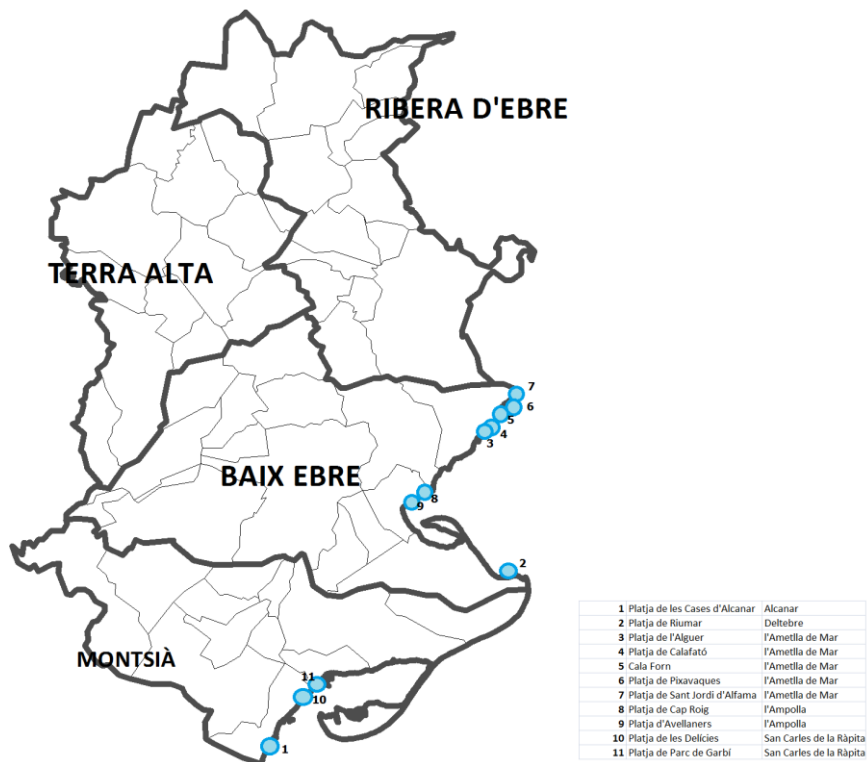 RIBERA D'EBRE
TERRA ALTA
7
6
5
4
3
BAIX EBRE
8
9
2
MONTSIÀ
11
10
1
1 Platja de les Cases d'Alcanar Alcanar
2 Platja de Riumar Deltebre
3 Platja de l'Alguer l'Ametlla de Mar
4 Platja de Calafató l'Ametlla de Mar
5 Cala Forn l'Ametlla de Mar
6 Platja de Pixavaques l'Ametlla de Mar
7 Platja de Sant Jordi d'Alfama l'Ametlla de Mar
8 Platja de Cap Roig l'Ampolla
9 Platja d'Avellaners l'Ampolla
10 Platja de les Delícies San Carles de la Ràpita
11 Platja de Parc de Garbí San Carles de la Ràpita